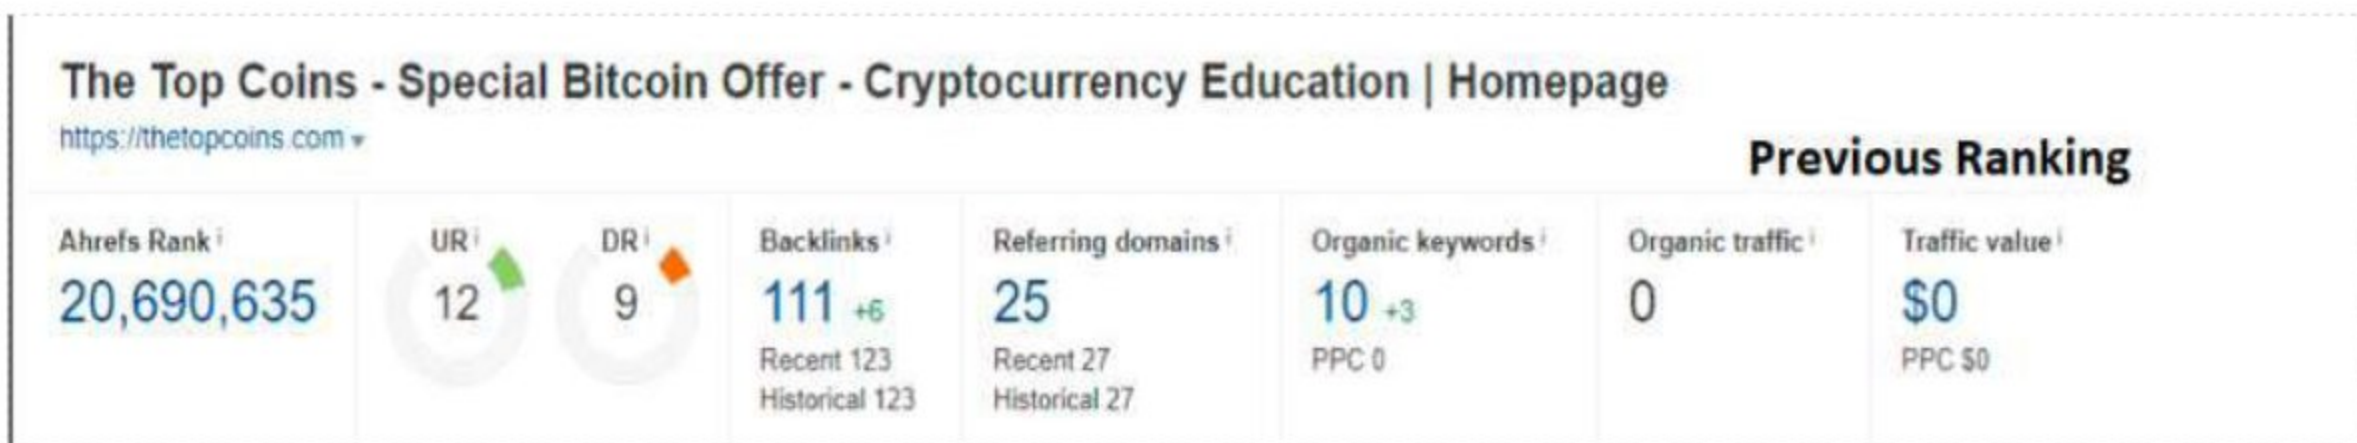 The Top Coins - Special Bitcoin Offer - Cryptocurrency Education | Homepage
https://thetopcoins.com
Previous Ranking
Ahrefs Rank i
20,690,635
UR i
12
DR i
9
Backlinks i
111 +6
Recent 123
Historical 123
Referring domains i
25
Recent 27
Historical 27
Organic keywords i
10 +3
PPC 0
Organic traffic i
0
Traffic value i
$0
PPC $0